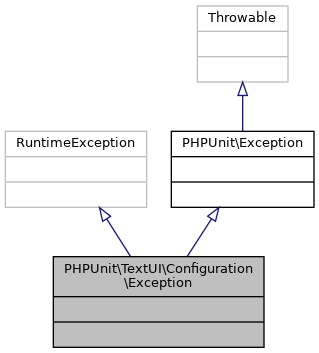 Throwable
RuntimeException
PHPUnit\Exception
PHPUnit\TextUI\Configuration
\Exception